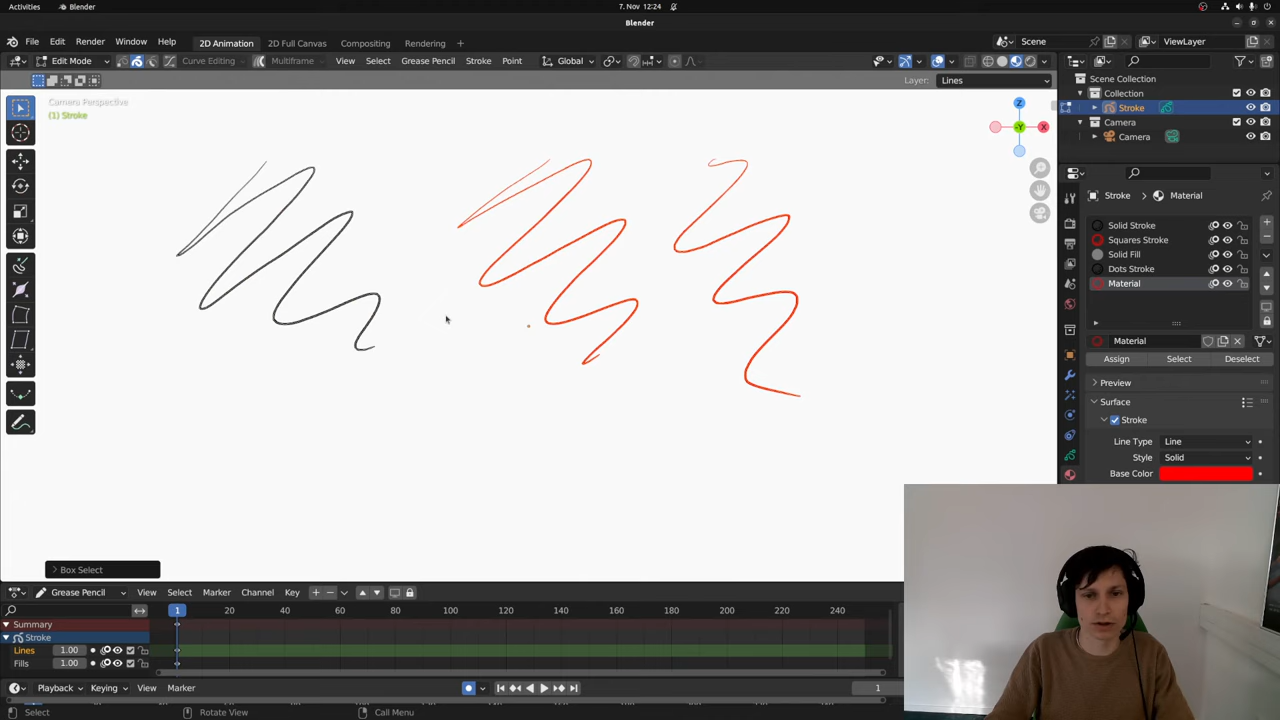 Activities Blender 7. Nov 12:24
Blender
File Edit Render Window Help 2D Animation 2D Full Canvas Compositing Rendering + Scene ViewLayer
Edit Mode Curve Editing Multiframe View Select Grease Pencil Stroke Point Global
Layer: Lines
Camera Perspective
(1) Stroke
Z
-Y
X
Scene Collection
Collection
Stroke
Camera
Camera
Stroke Material
Solid Stroke
Squares Stroke
Solid Fill
Dots Stroke
Material
Material
Assign Select Deselect
Preview
Surface
Stroke
Line Type Line
Style Solid
Base Color
Box Select
Grease Pencil View Select Marker Channel Key
1 20 40 60 80 100 120 140 160 180 200 220 240
Summary
Stroke
Lines 1.00
Fills 1.00
Playback Keying View Marker 1
Select Rotate View Call Menu